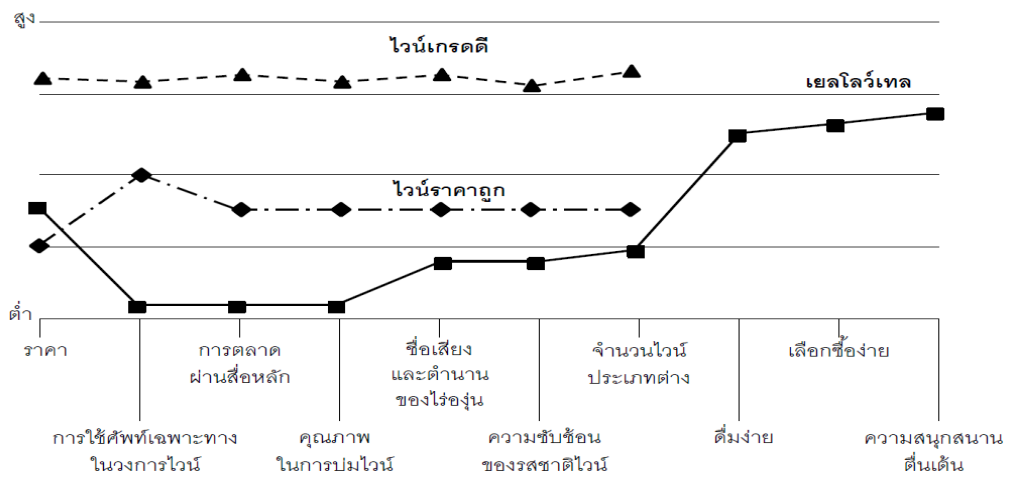 สูง
ไวน์เกรดดี
เยลโลว์เทล
ไวน์ราคาถูก
ต่ำ
ราคา
การตลาด
ผ่านสื่อหลัก
ชื่อเสียง
และตำนาน
ของไร่องุ่น
จำนวนไวน์
ประเภทต่าง
เลือกซื้อง่าย
การใช้ศัพท์เฉพาะทาง
ในวงการไวน์
คุณภาพ
ในการบ่มไวน์
ความซับซ้อน
ของรสชาติไวน์
ดื่มง่าย
ความสนุกสนาน
ตื่นเต้น